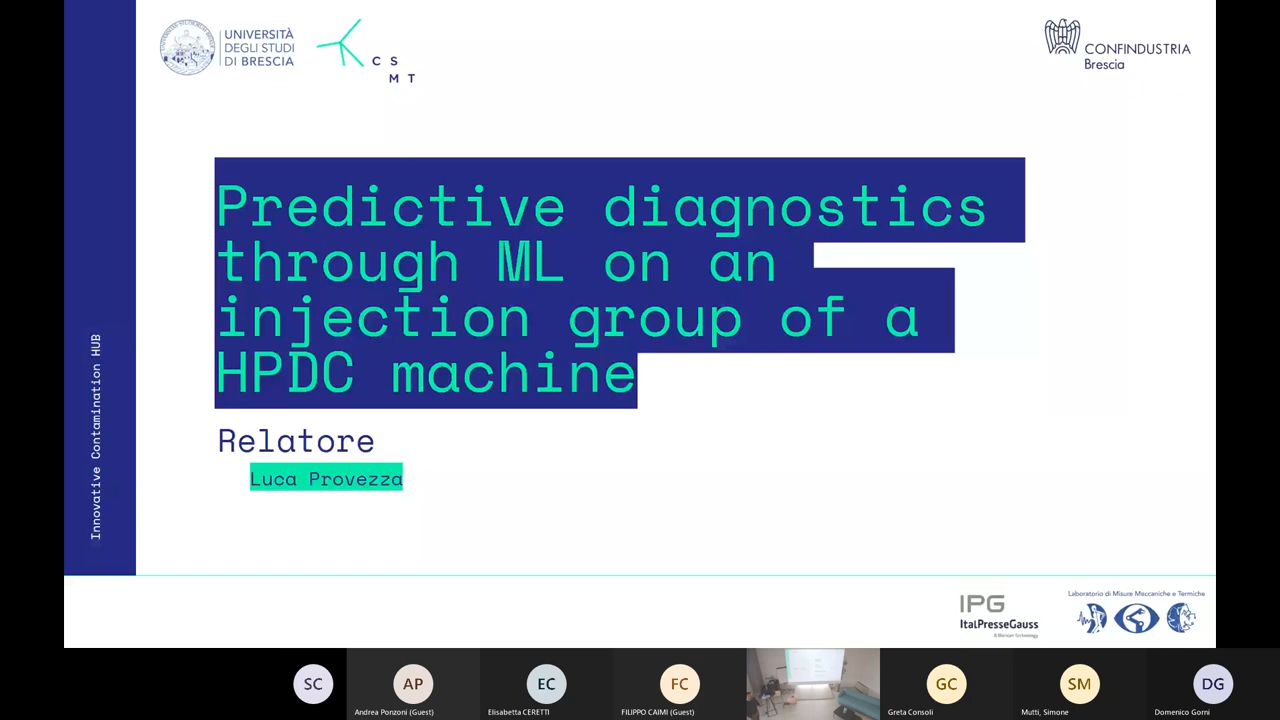 UNIVERSITÀ
DEGLI STUDI
DI BRESCIA
C S
M T
CONFINDUSTRIA
Brescia
Predictive diagnostics
through ML on an
injection group of a
HPDC machine
Relatore
Luca Provezza
Innovative Contamination HUB
IPG
ItalPresseGauss
A Norican Technology
Laboratorio di Misure Meccaniche e Termiche
SC
AP
EC
FC
GC
SM
DG
Andrea Ponzoni (Guest)
Elisabetta CERETTI
FILIPPO CAIMI (Guest)
Greta Consoli
Mutti, Simone
Domenico Gorni